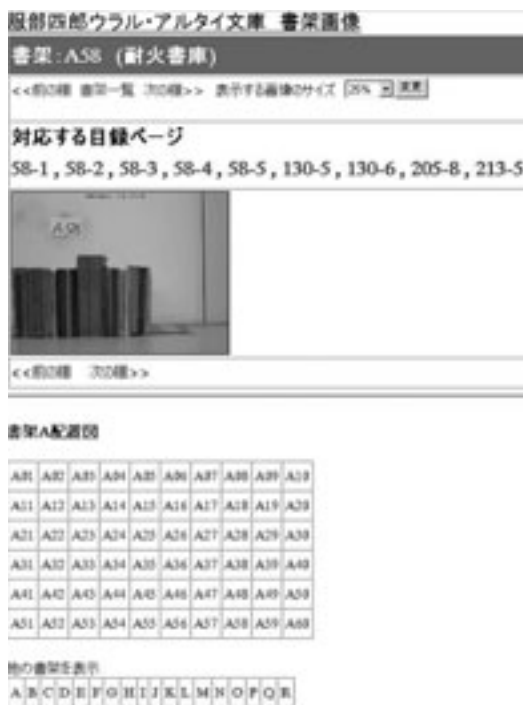 服部四郎ウラル・アルタイ文庫 書架画像
書架:A58 (耐火書庫)
<<前の棚 書架一覧 次の棚>> 表示する画像のサイズ 25% 変更
対応する目録ページ
58-1 , 58-2 , 58-3 , 58-4 , 58-5 , 130-5 , 130-6 , 205-8 , 213-5
A58
<<前の棚 次の棚>>
書架A配置図
A01 A02 A03 A04 A05 A06 A07 A08 A09 A10
A11 A12 A13 A14 A15 A16 A17 A18 A19 A20
A21 A22 A23 A24 A25 A26 A27 A28 A29 A30
A31 A32 A33 A34 A35 A36 A37 A38 A39 A40
A41 A42 A43 A44 A45 A46 A47 A48 A49 A50
A51 A52 A53 A54 A55 A56 A57 A58 A59 A60
他の書架を表示
A B C D E F G H I J K L M N O P Q R